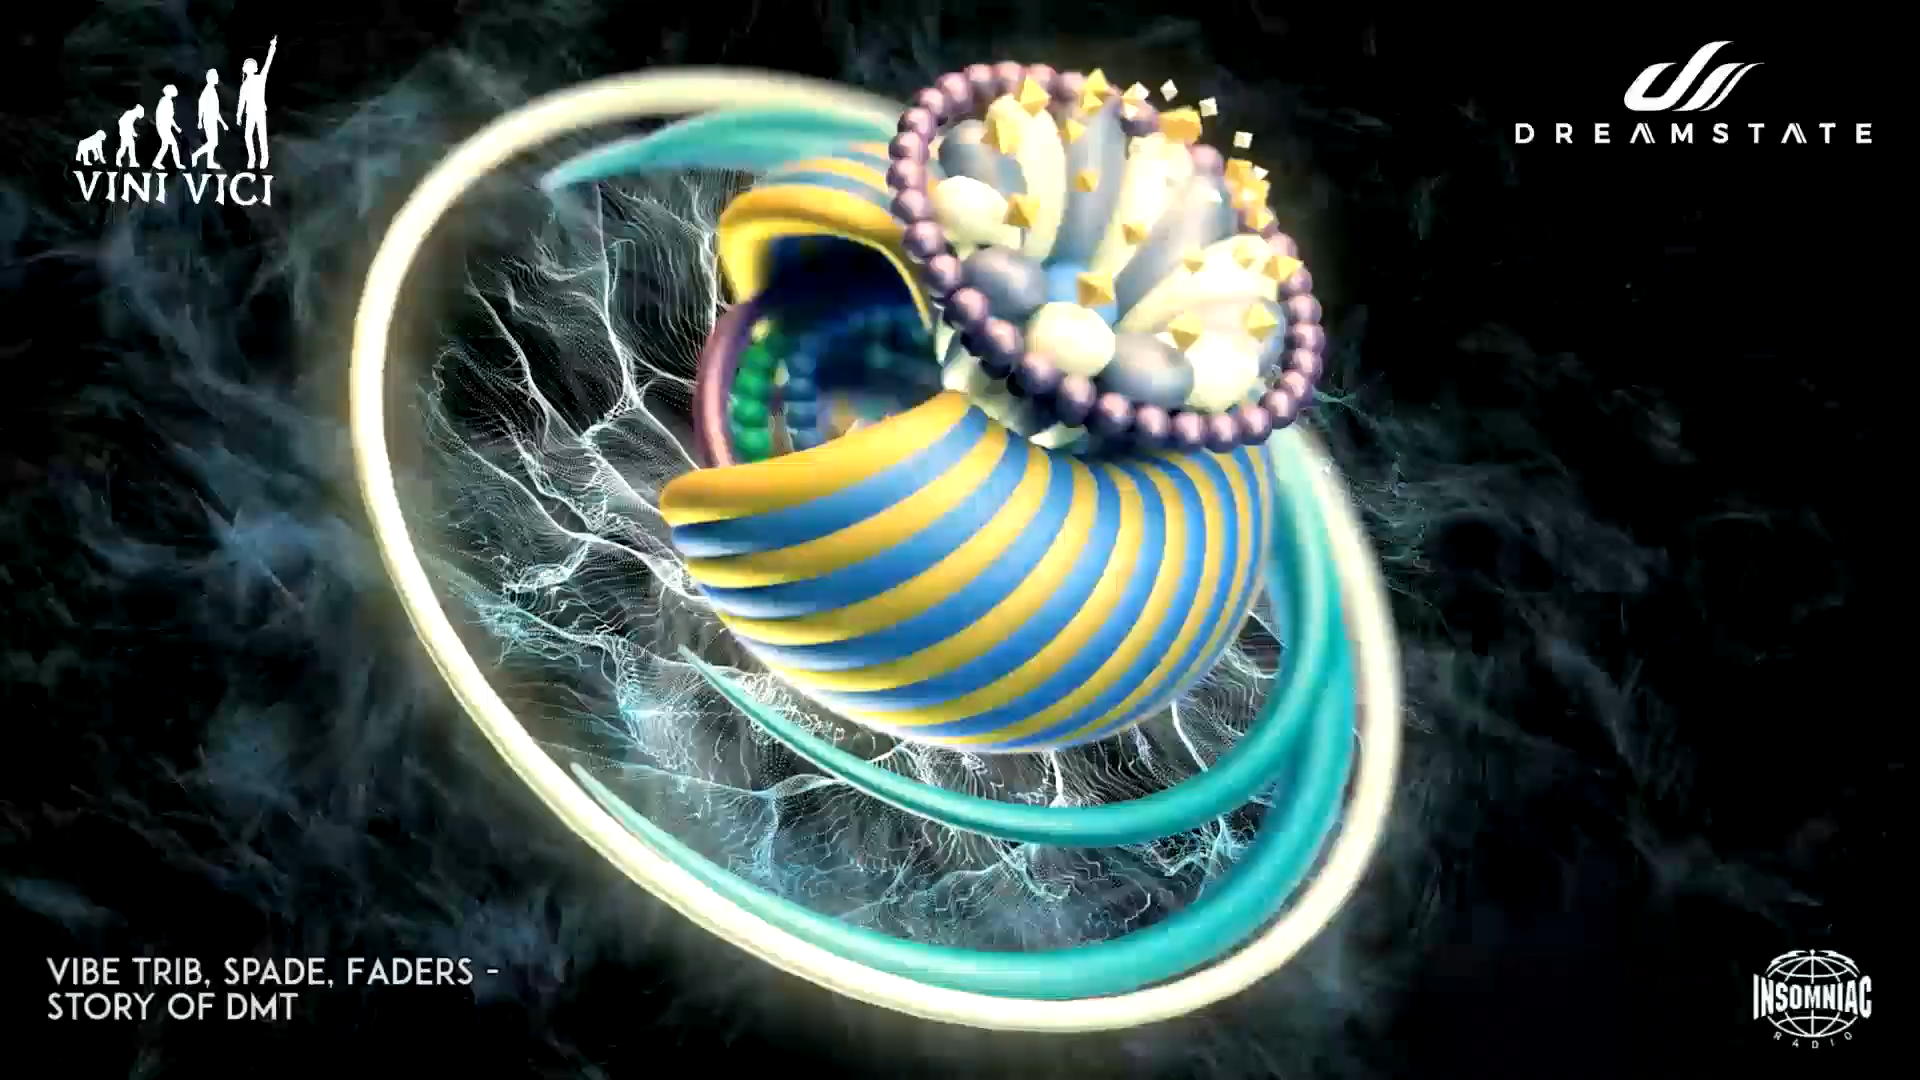 VINI VICI
DREAMSTATE
VIBE TRIB, SPADE, FADERS -
STORY OF DMT
INSOMNIAC
RADIO